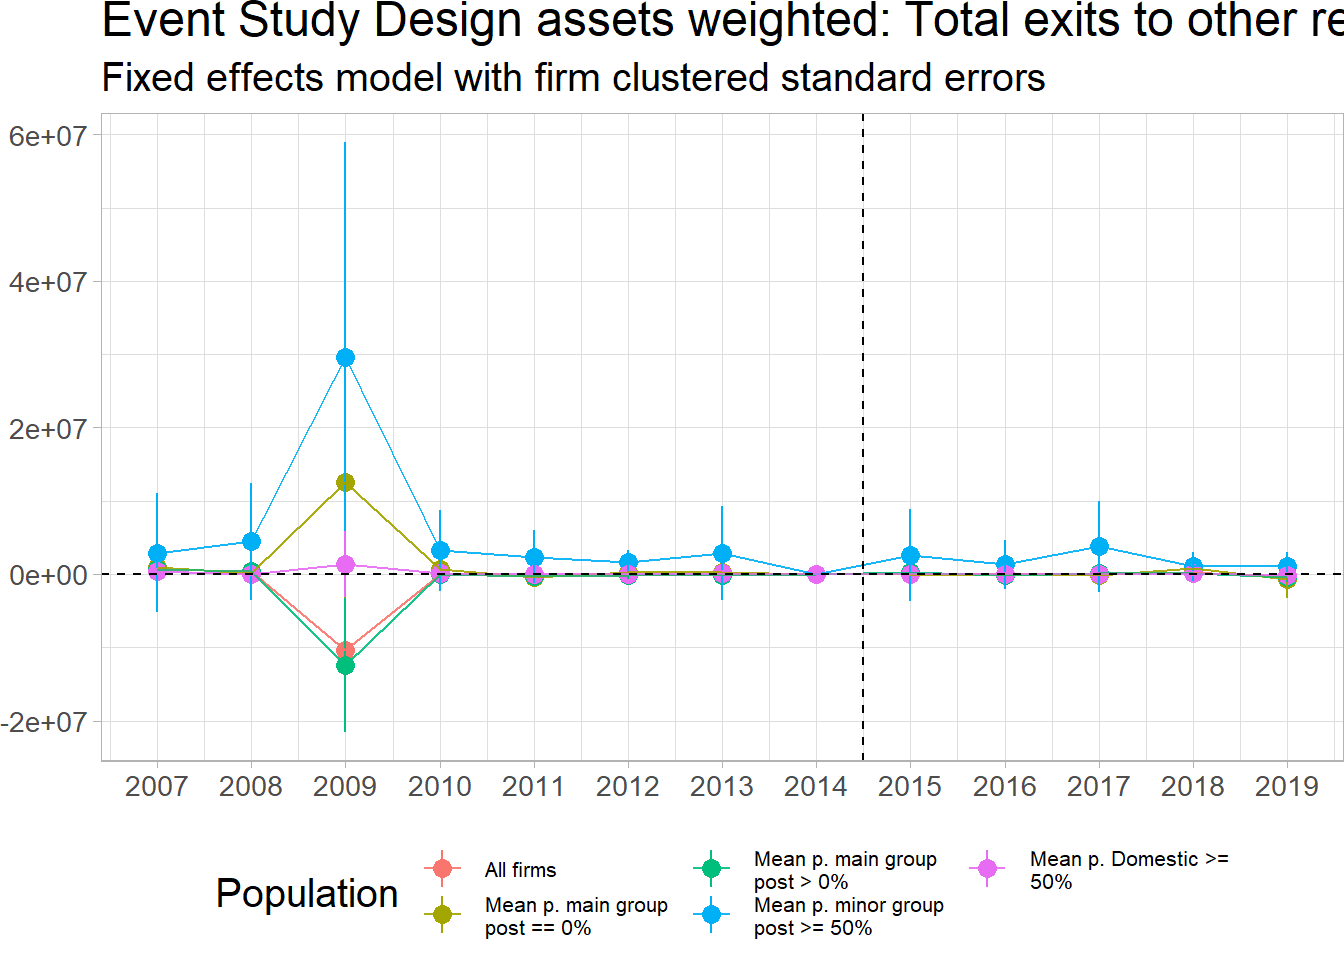 Event Study Design assets weighted: Total exits to other re
Fixed effects model with firm clustered standard errors
6e+07
4e+07
2e+07
0e+00
-2e+07
2007 2008 2009 2010 2011 2012 2013 2014 2015 2016 2017 2018 2019
Population
All firms
Mean p. main group
post == 0%
Mean p. main group
post > 0%
Mean p. minor group
post >= 50%
Mean p. Domestic >=
50%